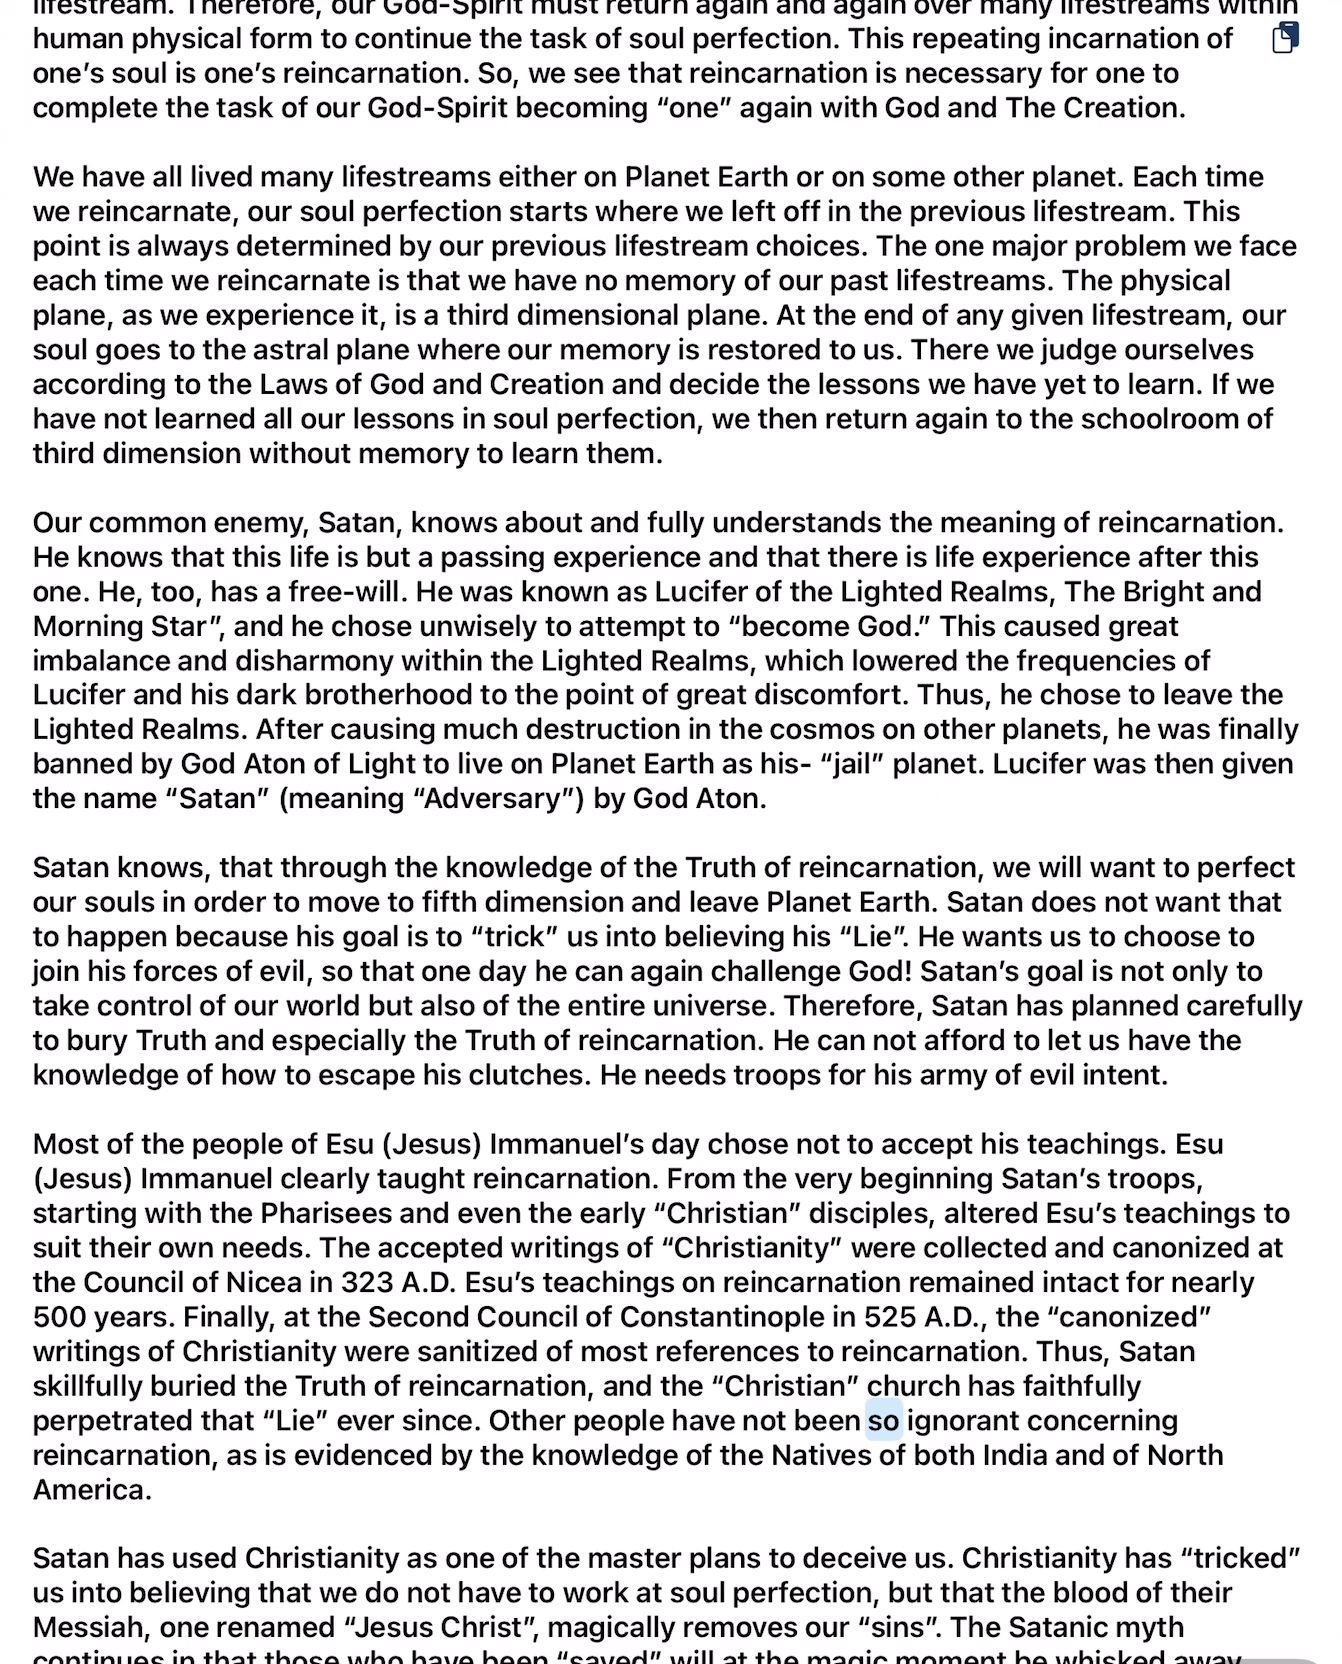 lifestream. Therefore, our God-Spirit must return again and again over many lifestreams within
human physical form to continue the task of soul perfection. This repeating incarnation of
one’s soul is one’s reincarnation. So, we see that reincarnation is necessary for one to
complete the task of our God-Spirit becoming “one” again with God and The Creation.
We have all lived many lifestreams either on Planet Earth or on some other planet. Each time
we reincarnate, our soul perfection starts where we left off in the previous lifestream. This
point is always determined by our previous lifestream choices. The one major problem we face
each time we reincarnate is that we have no memory of our past lifestreams. The physical
plane, as we experience it, is a third dimensional plane. At the end of any given lifestream, our
soul goes to the astral plane where our memory is restored to us. There we judge ourselves
according to the Laws of God and Creation and decide the lessons we have yet to learn. If we
have not learned all our lessons in soul perfection, we then return again to the schoolroom of
third dimension without memory to learn them.
Our common enemy, Satan, knows about and fully understands the meaning of reincarnation.
He knows that this life is but a passing experience and that there is life experience after this
one. He, too, has a free-will. He was known as Lucifer of the Lighted Realms, The Bright and
Morning Star”, and he chose unwisely to attempt to “become God.” This caused great
imbalance and disharmony within the Lighted Realms, which lowered the frequencies of
Lucifer and his dark brotherhood to the point of great discomfort. Thus, he chose to leave the
Lighted Realms. After causing much destruction in the cosmos on other planets, he was finally
banned by God Aton of Light to live on Planet Earth as his- “jail” planet. Lucifer was then given
the name “Satan” (meaning “Adversary”) by God Aton.
Satan knows, that through the knowledge of the Truth of reincarnation, we will want to perfect
our souls in order to move to fifth dimension and leave Planet Earth. Satan does not want that
to happen because his goal is to “trick” us into believing his “Lie”. He wants us to choose to
join his forces of evil, so that one day he can again challenge God! Satan’s goal is not only to
take control of our world but also of the entire universe. Therefore, Satan has planned carefully
to bury Truth and especially the Truth of reincarnation. He can not afford to let us have the
knowledge of how to escape his clutches. He needs troops for his army of evil intent.
Most of the people of Esu (Jesus) Immanuel’s day chose not to accept his teachings. Esu
(Jesus) Immanuel clearly taught reincarnation. From the very beginning Satan’s troops,
starting with the Pharisees and even the early “Christian” disciples, altered Esu’s teachings to
suit their own needs. The accepted writings of “Christianity” were collected and canonized at
the Council of Nicea in 323 A.D. Esu’s teachings on reincarnation remained intact for nearly
500 years. Finally, at the Second Council of Constantinople in 525 A.D., the “canonized”
writings of Christianity were sanitized of most references to reincarnation. Thus, Satan
skillfully buried the Truth of reincarnation, and the “Christian” church has faithfully
perpetrated that “Lie” ever since. Other people have not been so ignorant concerning
reincarnation, as is evidenced by the knowledge of the Natives of both India and of North
America.
Satan has used Christianity as one of the master plans to deceive us. Christianity has “tricked”
us into believing that we do not have to work at soul perfection, but that the blood of their
Messiah, one renamed “Jesus Christ”, magically removes our “sins”. The Satanic myth
continues in that those who have been “saved” will at the magic moment be whisked away